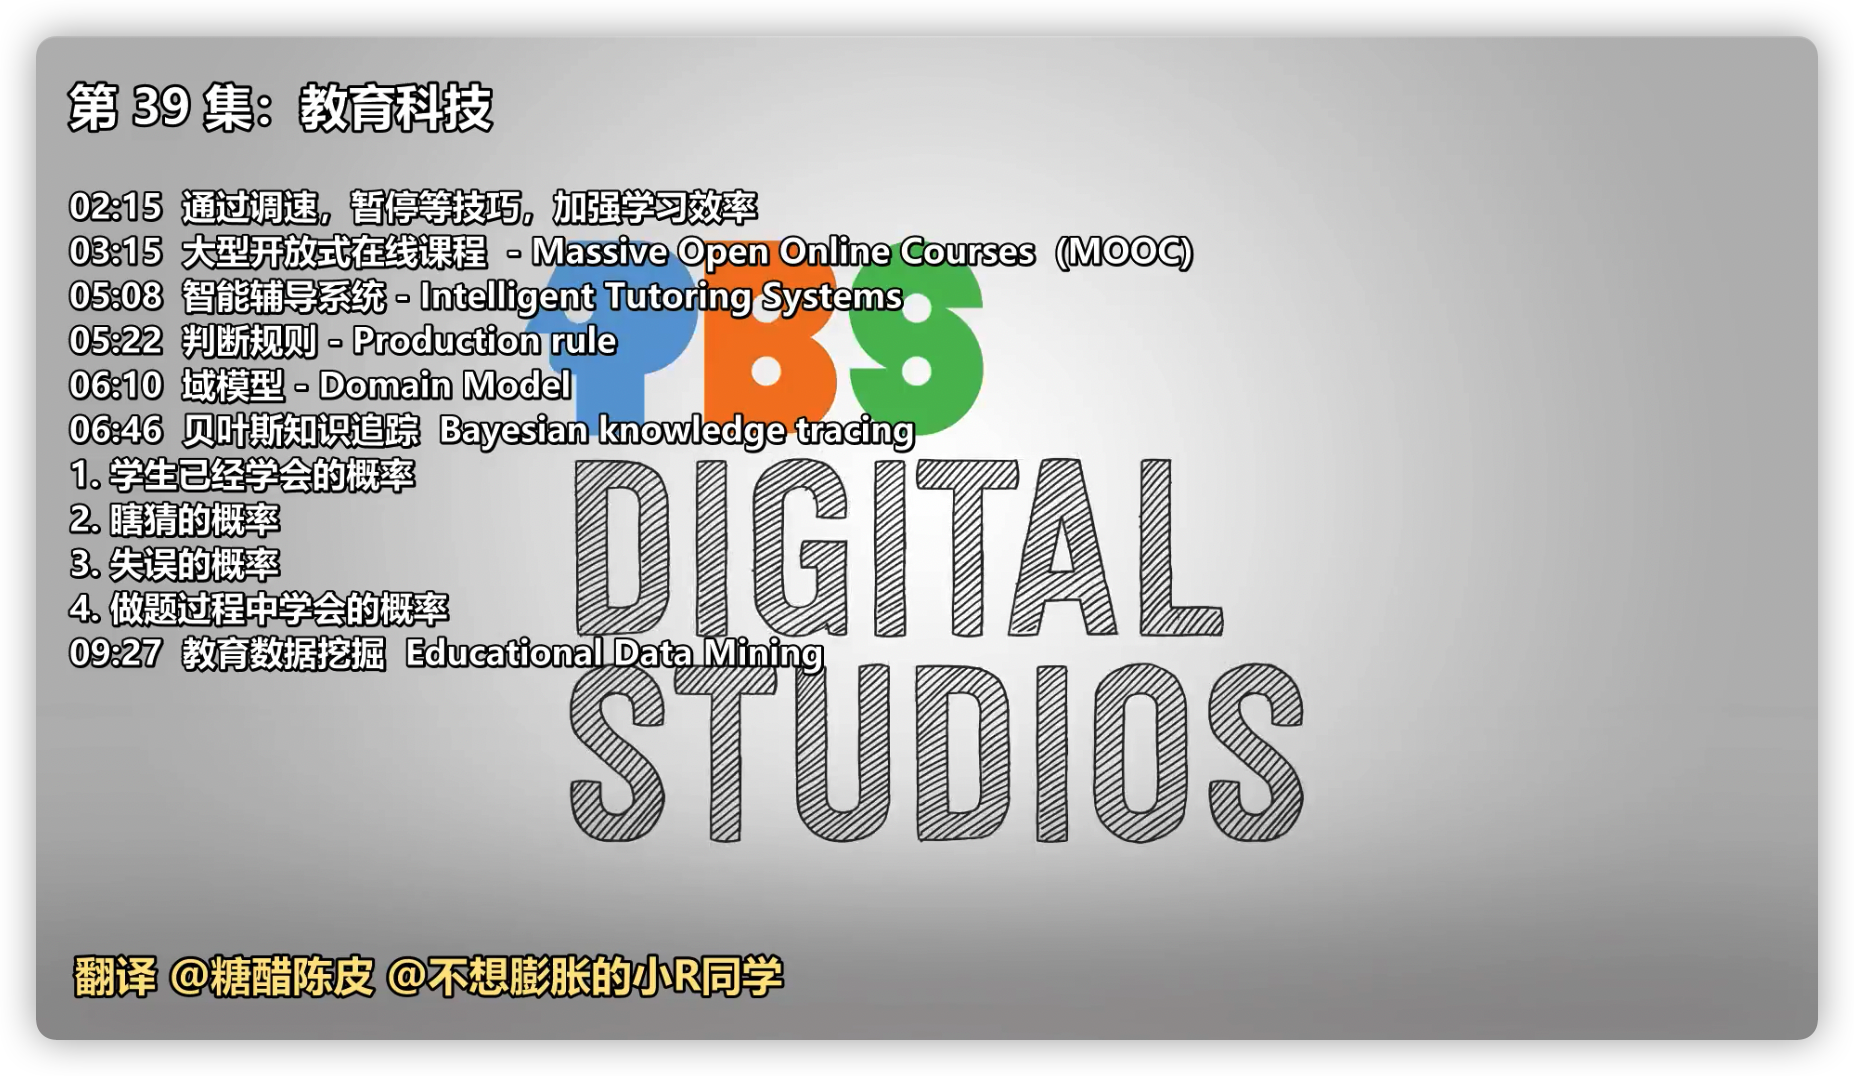 第 39 集：教育科技
02:15 通过调速，暂停等技巧，加强学习效率
03:15 大型开放式在线课程 - Massive Open Online Courses (MOOC)
05:08 智能辅导系统 - Intelligent Tutoring Systems
05:22 判断规则 - Production rule
06:10 域模型 - Domain Model
06:46 贝叶斯知识追踪 Bayesian knowledge tracing
1. 学生已经学会的概率
2. 瞎猜的概率
3. 失误的概率
4. 做题过程中学会的概率
09:27 教育数据挖掘 Educational Data Mining
PBS
DIGITAL
STUDIOS
翻译 @糖醋陈皮 @不想膨胀的小R同学